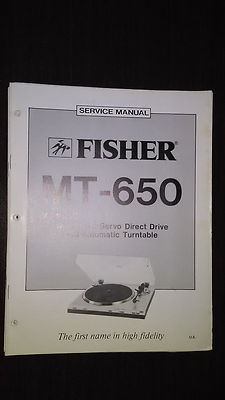 SERVICE MANUAL
FISHER
MT-650
Servo Direct Drive
Automatic Turntable
The first name in high fidelity